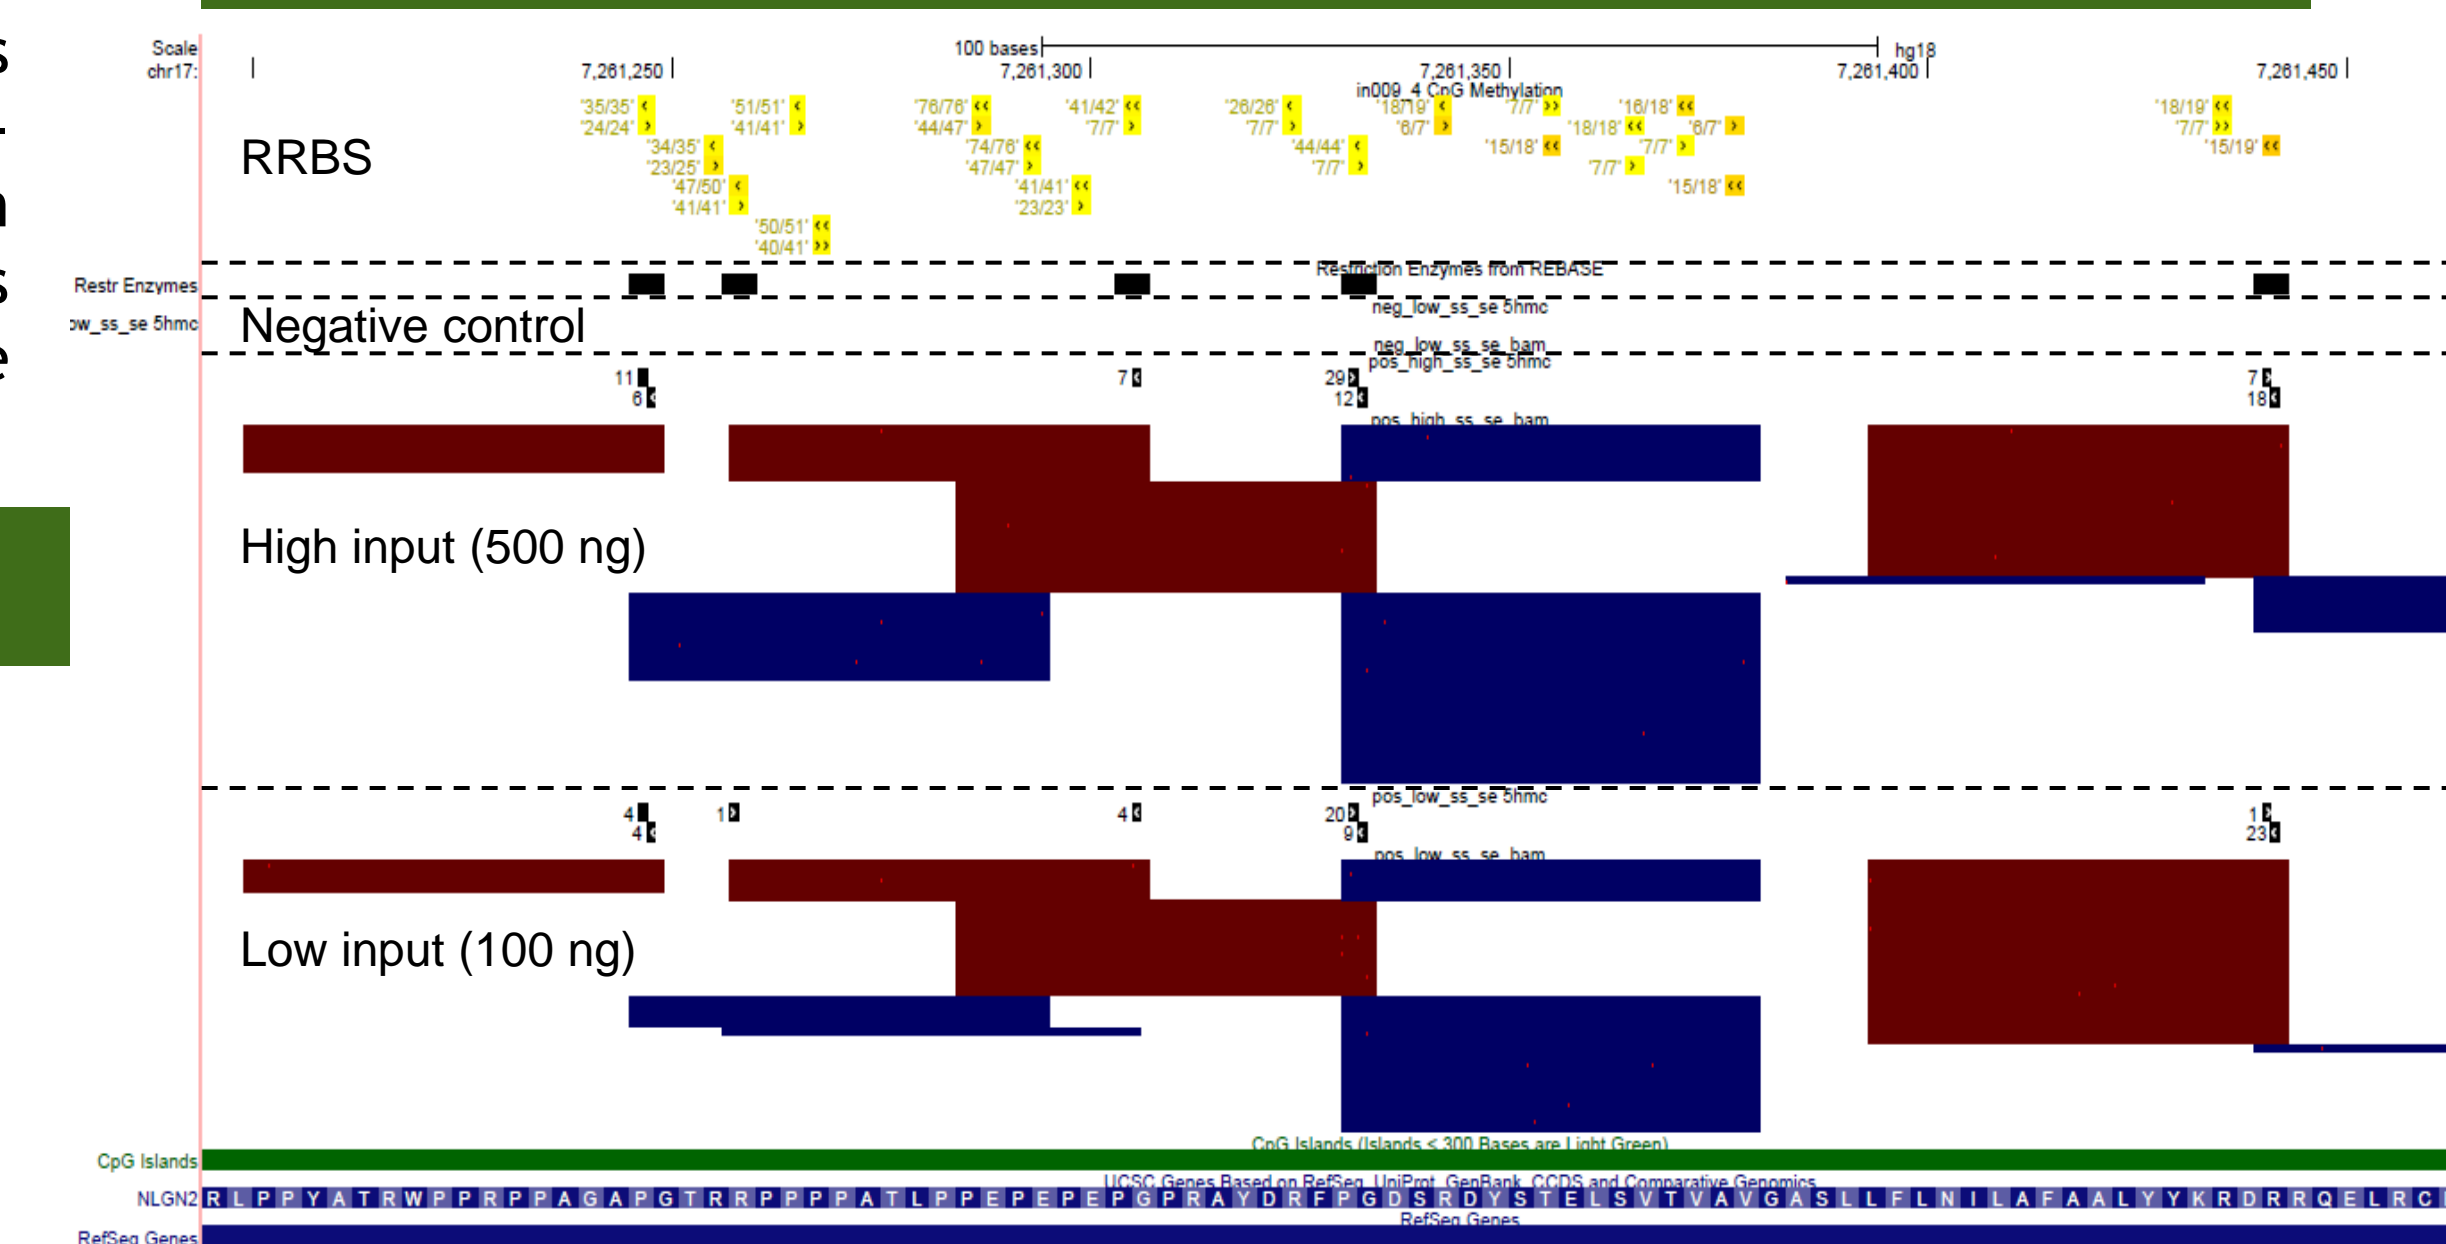 s
-
n
s
e
Scale 100 bases hg18
chr17: 7,261,250 7,261,300 7,261,350 7,261,400 7,261,450
in009_4 CpG Methylation
'35/35' '51/51' '76/76' '41/42' '26/26' '18/19' '7/7' '16/18' '18/19'
'24/24' '41/41' '44/47' '7/7' '7/7' '6/7' '18/18' '6/7' '7/7'
RRBS
'34/35' '74/76' '44/44' '15/18' '7/7' '15/19'
'23/25' '47/47' '7/7' '7/7'
'47/50' '41/41' '15/18'
'41/41' '23/23'
'50/51'
'40/41'
Restriction Enzymes from REBASE
Restr Enzymes
neg_low_ss_se 5hmc
ow_ss_se 5hmc Negative control
neg_low_ss_se_bam
pos_high_ss_se 5hmc
11 7 29 7
6 12 18
pos_high_ss_se_bam
High input (500 ng)
pos_low_ss_se 5hmc
4 1 4 20 1
4 9 23
pos_low_ss_se_bam
Low input (100 ng)
CpG Islands (Islands < 300 Bases are Light Green)
CpG Islands
UCSC Genes Based on RefSeq, UniProt, GenBank, CCDS and Comparative Genomics
NLGN2 R L P P Y A T R W P P R P P A G A P G T R R P P P P A T L P P E P E P E P G P R A Y D R F P G D S R D Y S T E L S V T V A V G A S L L F L N I L A F A A L Y Y K R D R R Q E L R C
RefSeq Genes
RefSeq Genes